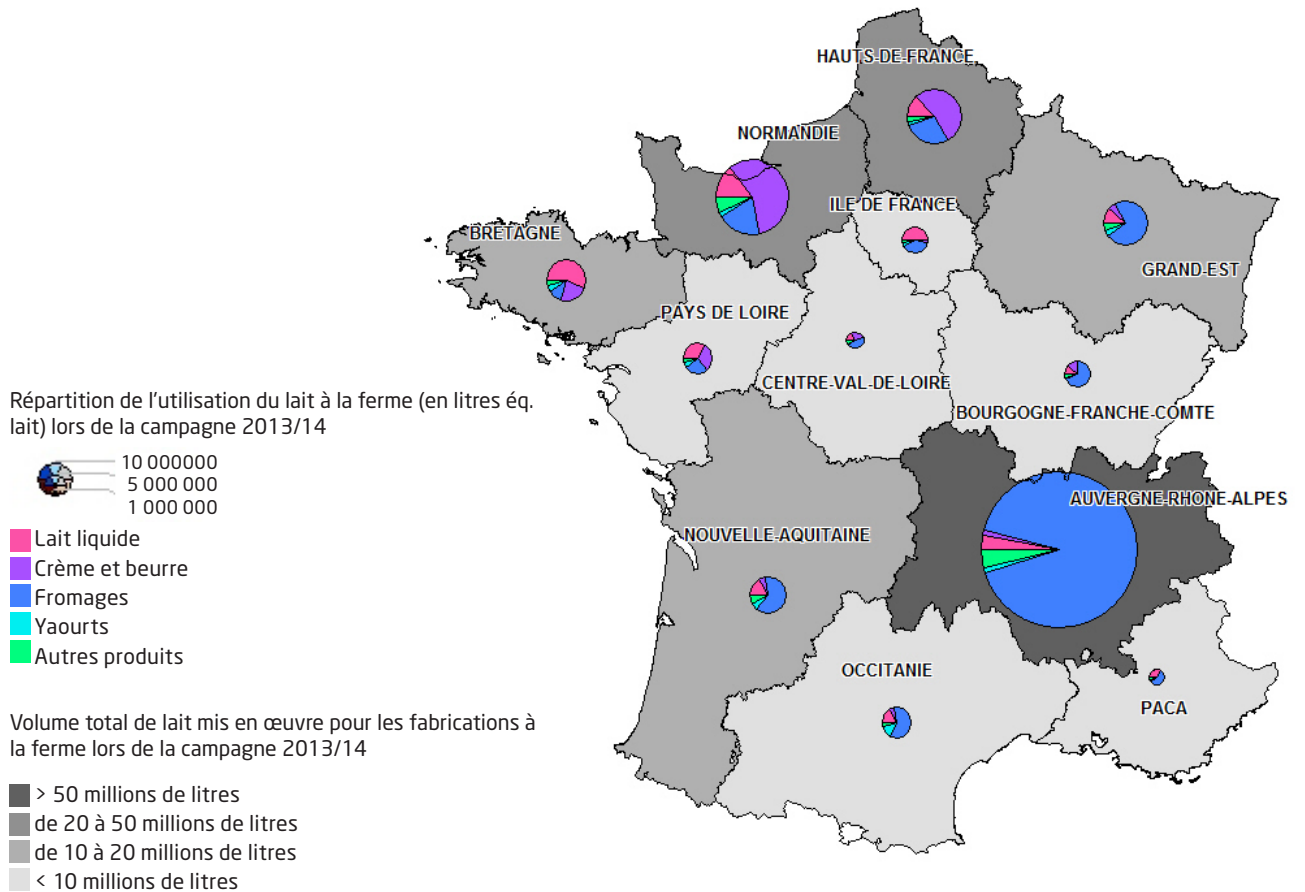 HAUTS-DE-FRANCE
NORMANDIE
ILE DE FRANCE
BRETAGNE
GRAND-EST
PAYS DE LOIRE
CENTRE-VAL-DE-LOIRE
BOURGOGNE-FRANCHE-COMTE
AUVERGNE-RHONE-ALPES
NOUVELLE-AQUITAINE
OCCITANIE
PACA
Répartition de l'utilisation du lait à la ferme (en litres éq.
lait) lors de la campagne 2013/14
10 000000
5 000 000
1 000 000
Lait liquide
Crème et beurre
Fromages
Yaourts
Autres produits
Volume total de lait mis en œuvre pour les fabrications à
la ferme lors de la campagne 2013/14
> 50 millions de litres
de 20 à 50 millions de litres
de 10 à 20 millions de litres
< 10 millions de litres